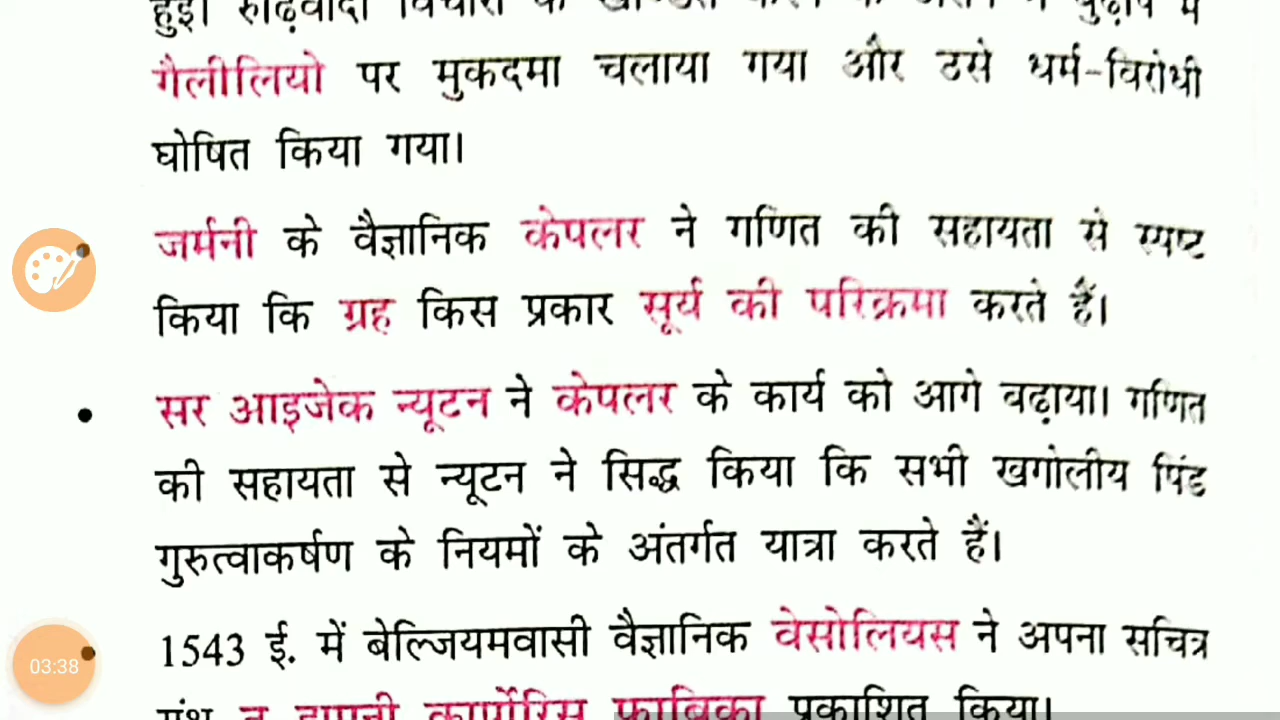 गैलीलियो पर मुकदमा चलाया गया और उसे धर्म-विरोधी
घोषित किया गया।
जर्मनी के वैज्ञानिक केपलर ने गणित की सहायता से स्पष्ट
किया कि ग्रह किस प्रकार सूर्य की परिक्रमा करते हैं।
• सर आइजेक न्यूटन ने केपलर के कार्य को आगे बढ़ाया। गणित
की सहायता से न्यूटन ने सिद्ध किया कि सभी खगोलीय पिंड
गुरुत्वाकर्षण के नियमों के अंतर्गत यात्रा करते हैं।
03:38
1543 ई. में बेल्जियमवासी वैज्ञानिक वेसोलियस ने अपना सचित्र
प्रकाशित किया।